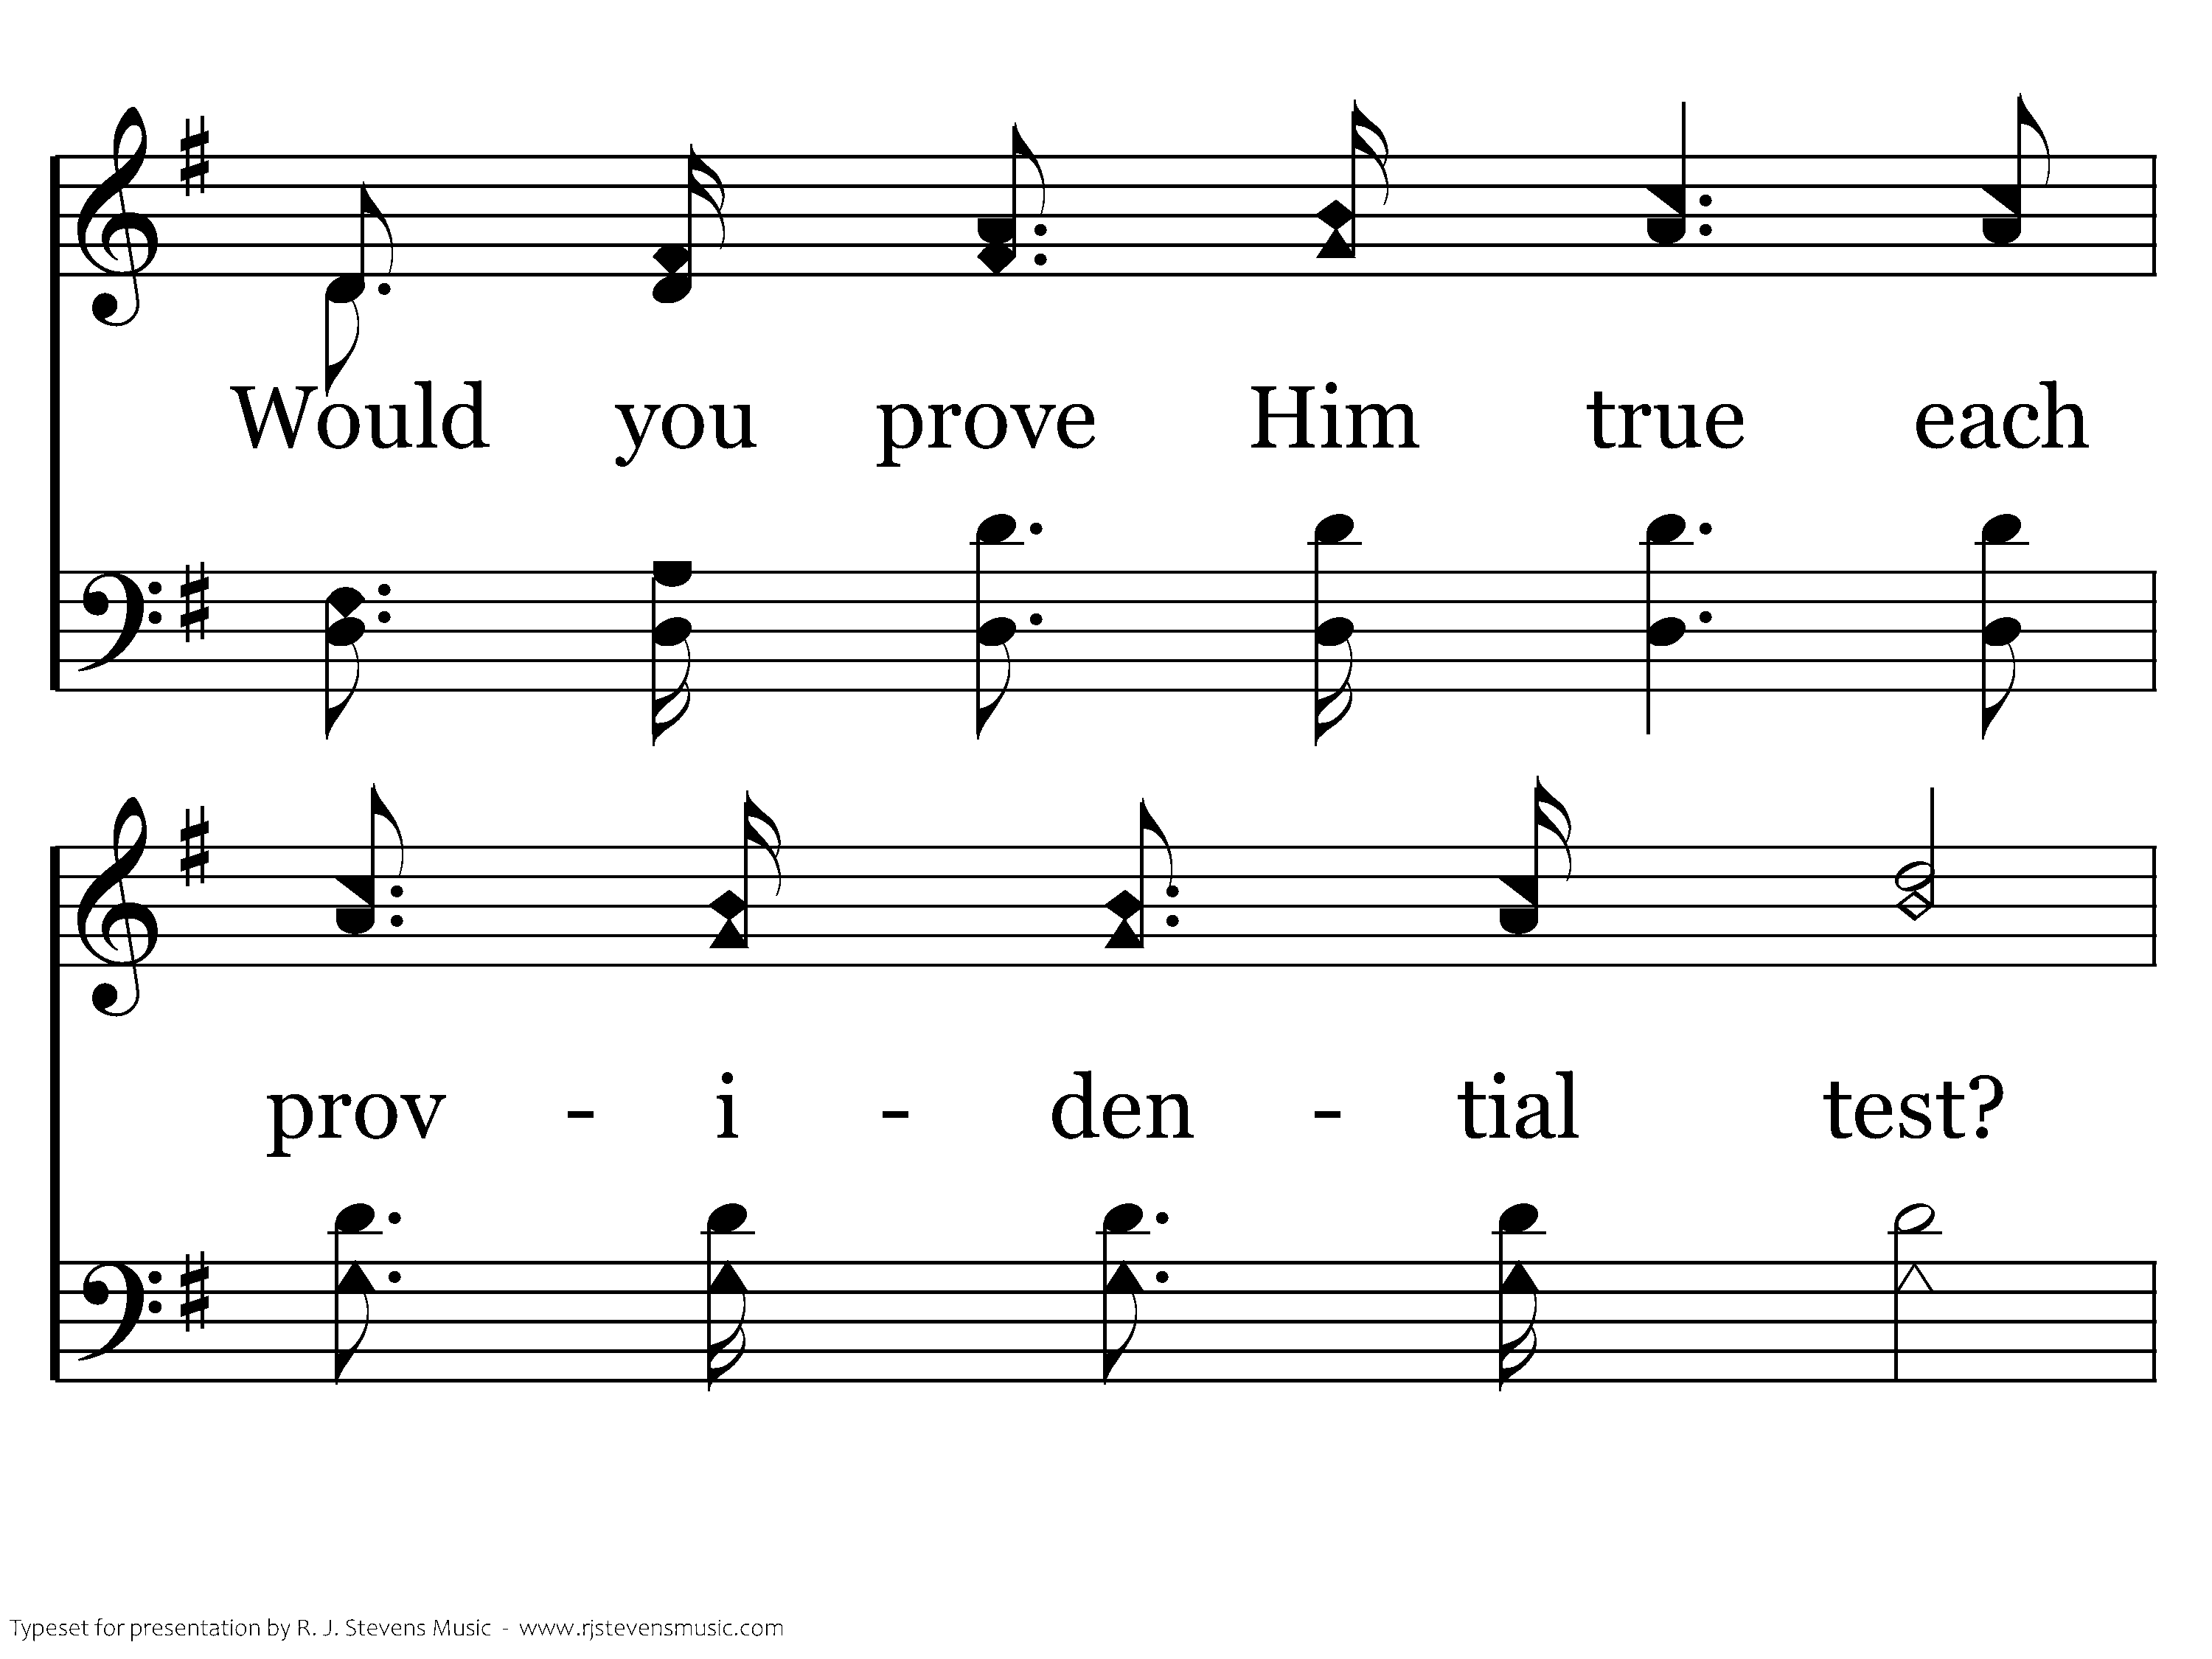 Would you prove Him true each
prov - i - den - tial test?
Typeset for presentation by R. J. Stevens Music - www.rjstevensmusic.com